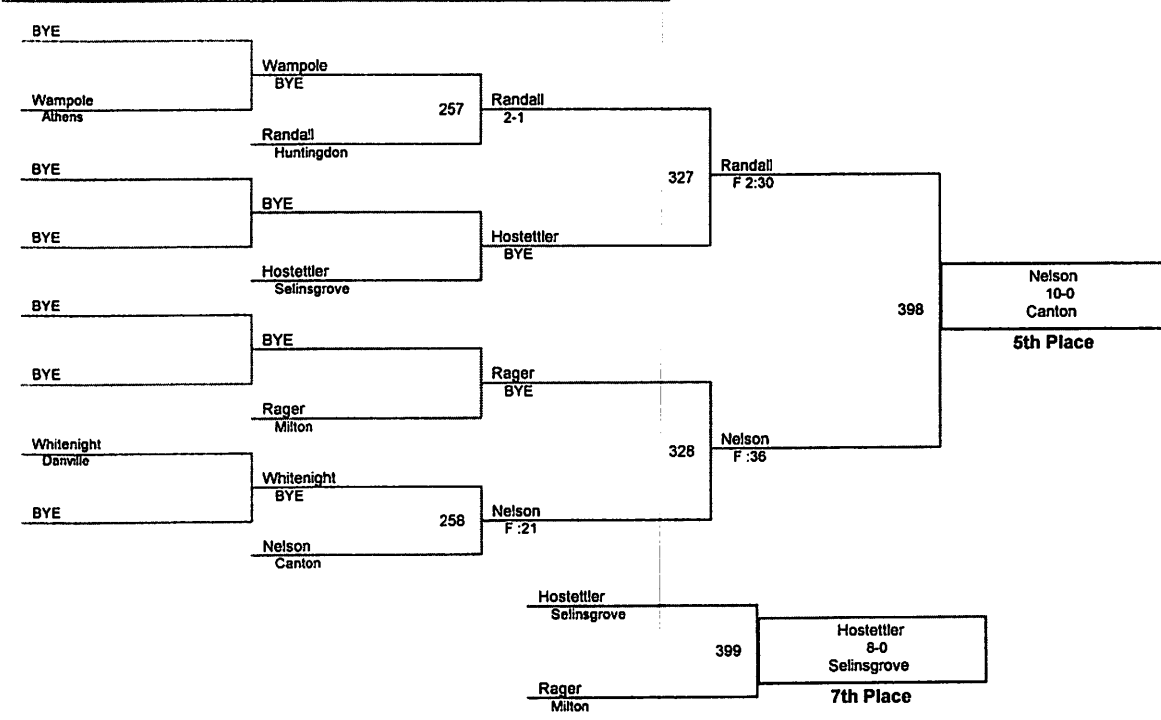 BYE
Wampole
Athens
Wampole
BYE
257
Randall
Huntingdon
Randall
2-1
BYE
BYE
BYE
Hostettler
Selinsgrove
Hostettler
BYE
327
Randall
F 2:30
BYE
BYE
BYE
Rager
Milton
Rager
BYE
Whitenight
Danville
BYE
Whitenight
BYE
258
Nelson
Canton
Nelson
F :21
328
Nelson
F :36
398
Nelson
10-0
Canton
5th Place
Hostettler
Selinsgrove
399
Rager
Milton
Hostettler
8-0
Selinsgrove
7th Place